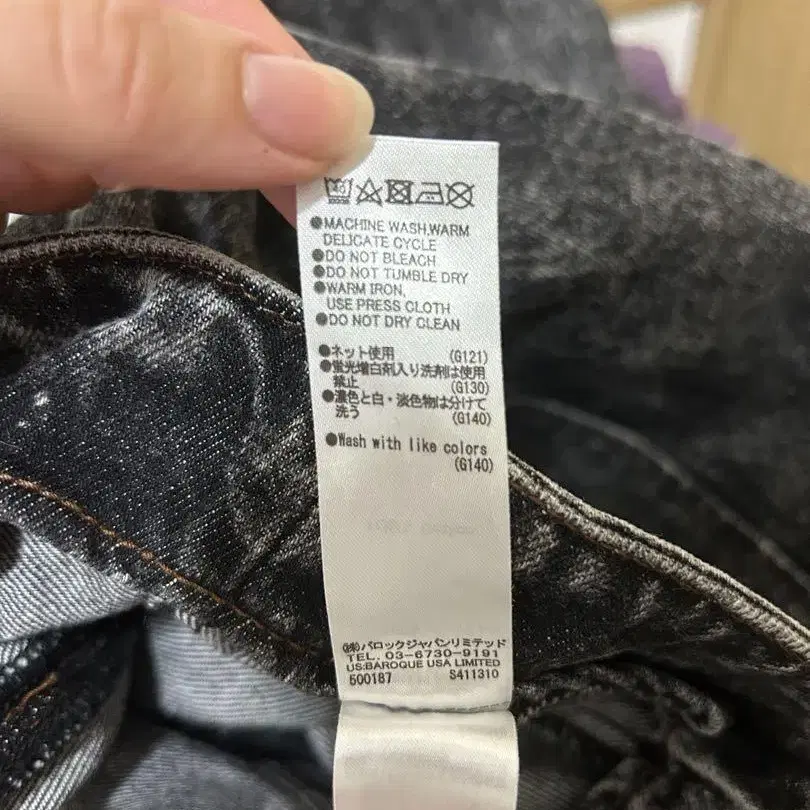 ●MACHINE WASH,WARM
DELICATE CYCLE
●DO NOT BLEACH
●DO NOT TUMBLE DRY
●WARM IRON,
USE PRESS CLOTH
●DO NOT DRY CLEAN
●ネット使用 (G121)
●蛍光増白剤入り洗剤は使用
禁止 (G130)
●濃色と白・淡色物は分けて
洗う (G140)
●Wash with like colors
(G140)
㈱バロックジャパンリミテッド
TEL. 03-6730-9191
US:BAROQUE USA LIMITED
500187 S411310